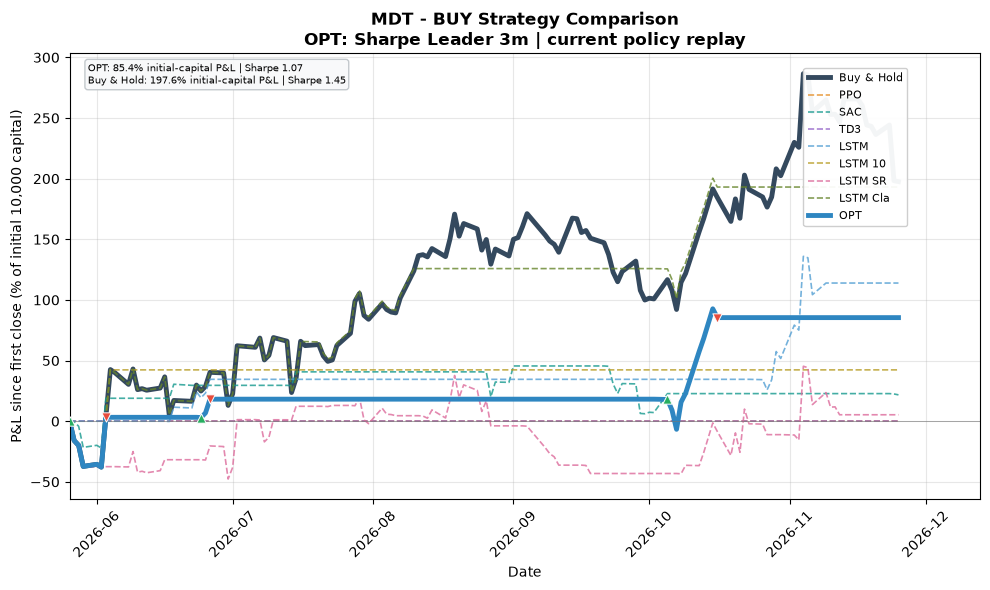 MDT - BUY Strategy Comparison
OPT: Sharpe Leader 3m | current policy replay
OPT: 85.4% initial-capital P&L | Sharpe 1.07
Buy & Hold: 197.6% initial-capital P&L | Sharpe 1.45
Buy & Hold
PPO
SAC
TD3
LSTM
LSTM 10
LSTM SR
LSTM Cla
OPT
P&L since first close (% of initial 10,000 capital)
300
250
200
150
100
50
0
−50
2026-06
2026-07
2026-08
2026-09
2026-10
2026-11
2026-12
Date